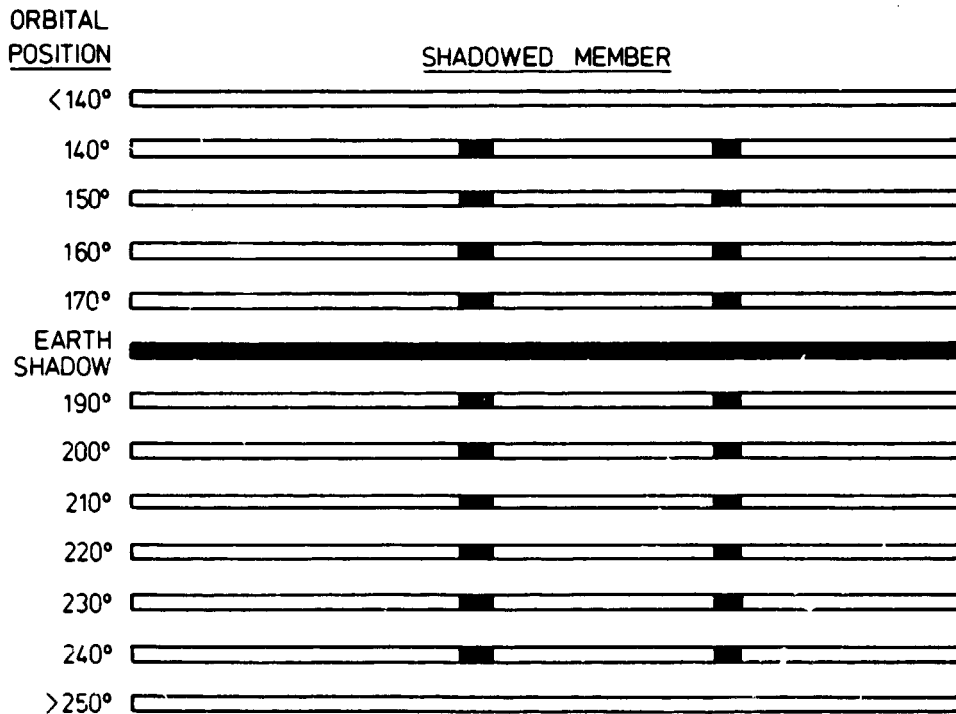 ORBITAL
POSITION
SHADOWED MEMBER
<140°
140°
150°
160°
170°
EARTH
SHADOW
190°
200°
210°
220°
230°
240°
>250°